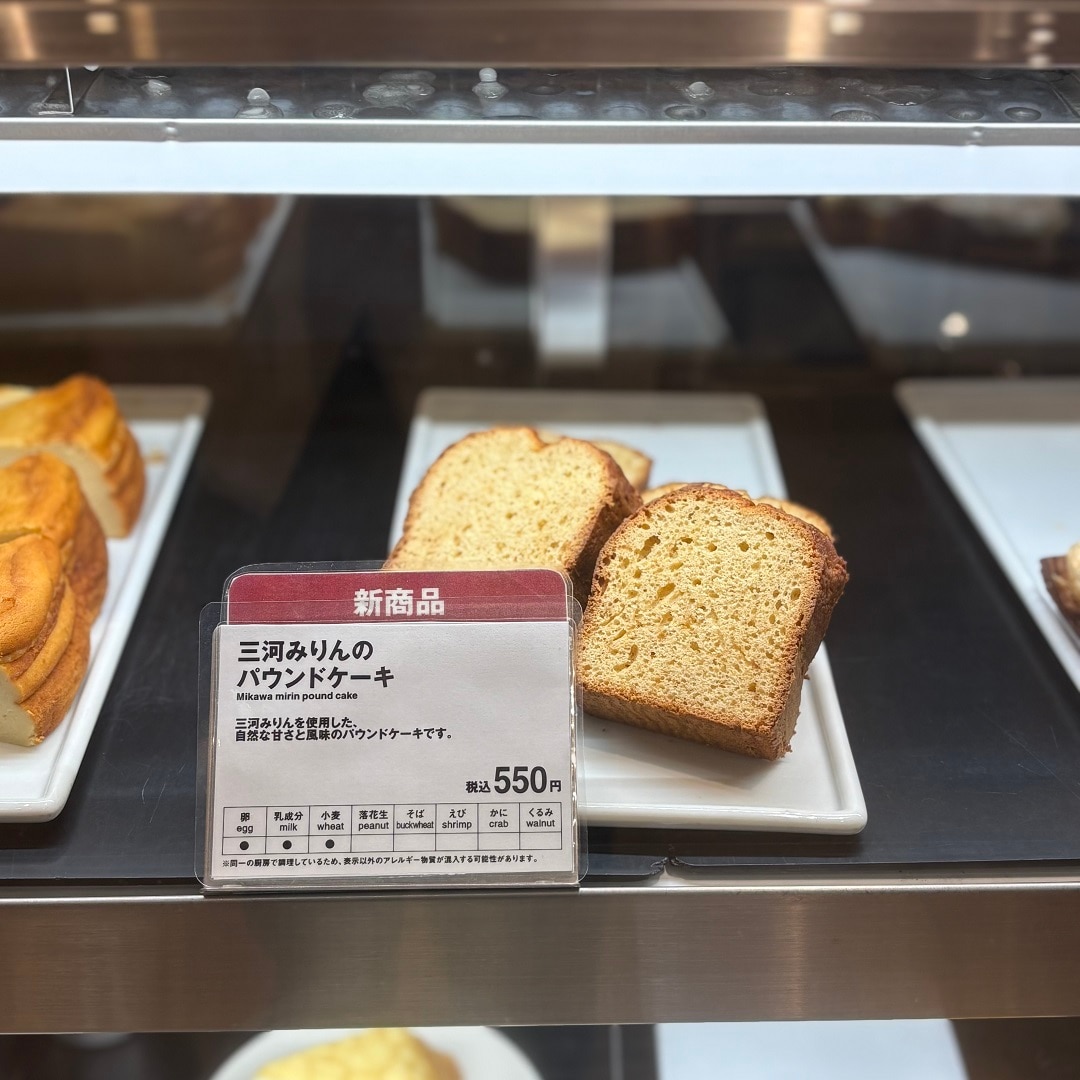 新商品
三河みりんの
パウンドケーキ
Mikawa mirin pound cake
三河みりんを使用した、
自然な甘さと風味のパウンドケーキです。
税込550円
卵 乳成分 小麦 落花生 そば えび かに くるみ
egg milk wheat peanut buckwheat shrimp crab walnut
● ● ●
※同一の厨房で調理しているため、表示以外のアレルギー物質が混入する可能性があります。